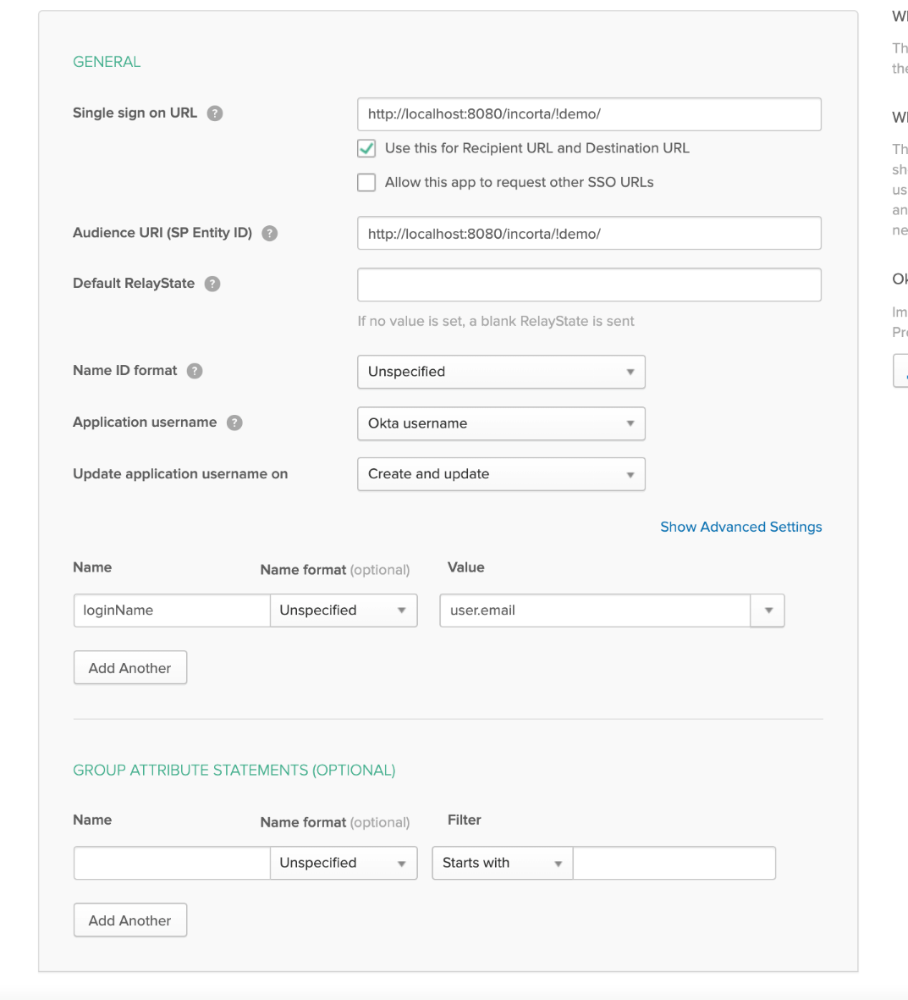 GENERAL
Single sign on URL ?
http://localhost:8080/incorta/!demo/
Use this for Recipient URL and Destination URL
Allow this app to request other SSO URLs
Audience URI (SP Entity ID) ?
http://localhost:8080/incorta/!demo/
Default RelayState ?
If no value is set, a blank RelayState is sent
Name ID format ?
Unspecified
Application username ?
Okta username
Update application username on
Create and update
Show Advanced Settings
Name Name format (optional) Value
loginName Unspecified user.email
Add Another
GROUP ATTRIBUTE STATEMENTS (OPTIONAL)
Name Name format (optional) Filter
Unspecified Starts with
Add Another